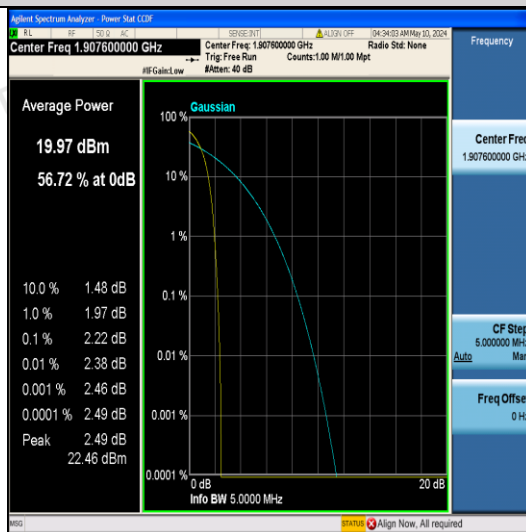 Agilent Spectrum Analyzer - Power Stat CCDF
RL RF 50 Ω AC SENSE:INT ALIGN OFF 04:34:03 AM May 10, 2024
Center Freq 1.907600000 GHz
Center Freq: 1.907600000 GHz Radio Std: None
Trig: Free Run Counts:1.00 M/1.00 Mpt
#IFGain:Low #Atten: 40 dB
Frequency
Average Power
19.97 dBm
56.72 % at 0dB
10.0 % 1.48 dB
1.0 % 1.97 dB
0.1 % 2.22 dB
0.01 % 2.38 dB
0.001 % 2.46 dB
0.0001 % 2.49 dB
Peak 2.49 dB
22.46 dBm
Gaussian
100 %
10 %
1 %
0.1 %
0.01 %
0.001 %
0.0001 %
0 dB 20 dB
Info BW 5.0000 MHz
Center Freq
1.907600000 GHz
CF Step
5.000000 MHz
Auto Man
Freq Offse
0 Hz
MSG STATUS Align Now, All required